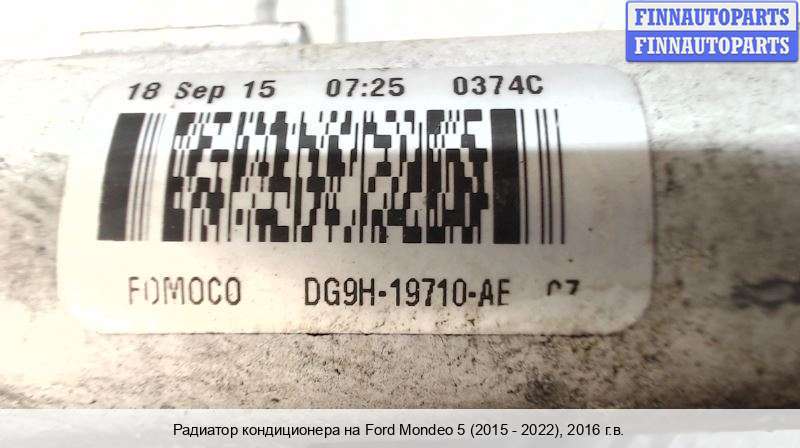 FINNAUTOPARTS
FINNAUTOPARTS
18 Sep 15 07:25 0374C
FOMOCO DG9H-19710-AE
Радиатор кондиционера на Ford Mondeo 5 (2015 - 2022), 2016 г.в.